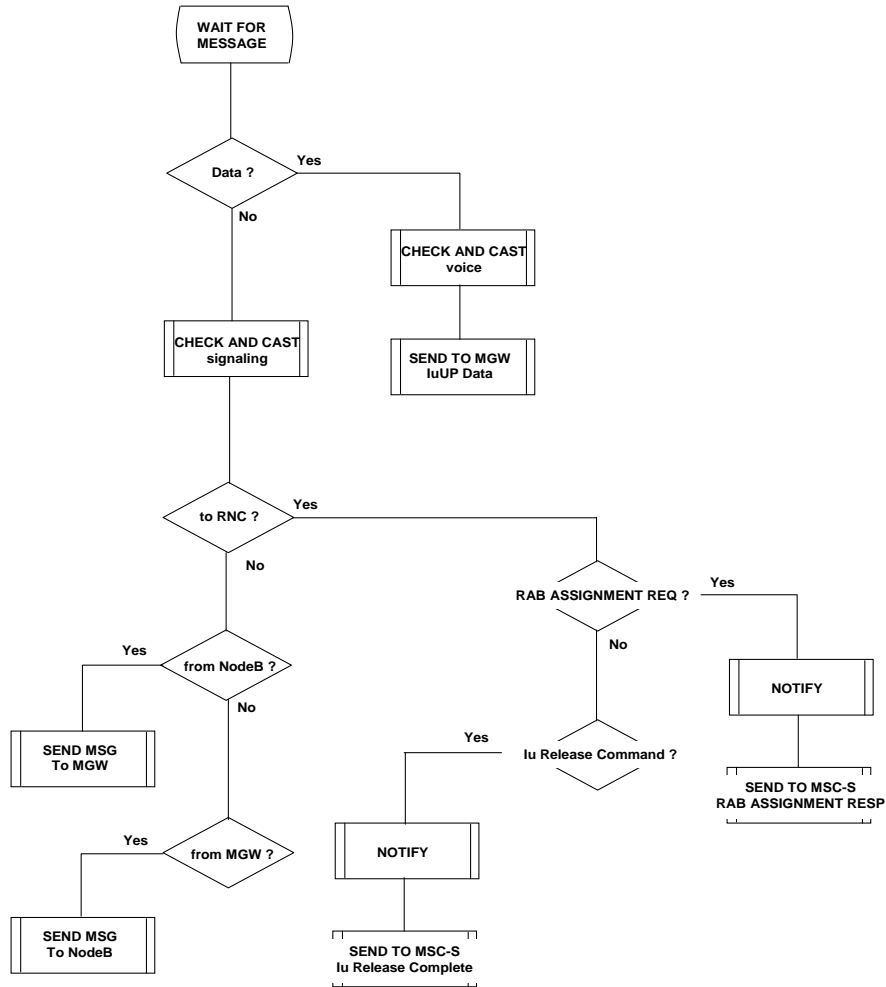 WAIT FOR
MESSAGE
Data ?
Yes
No
CHECK AND CAST
voice
CHECK AND CAST
signaling
SEND TO MGW
IuUP Data
to RNC ?
Yes
No
RAB ASSIGNMENT REQ ?
Yes
No
from NodeB ?
Yes
No
NOTIFY
SEND MSG
To MGW
Iu Release Command ?
Yes
SEND TO MSC-S
RAB ASSIGNMENT RESP
from MGW ?
Yes
NOTIFY
SEND MSG
To NodeB
SEND TO MSC-S
Iu Release Complete